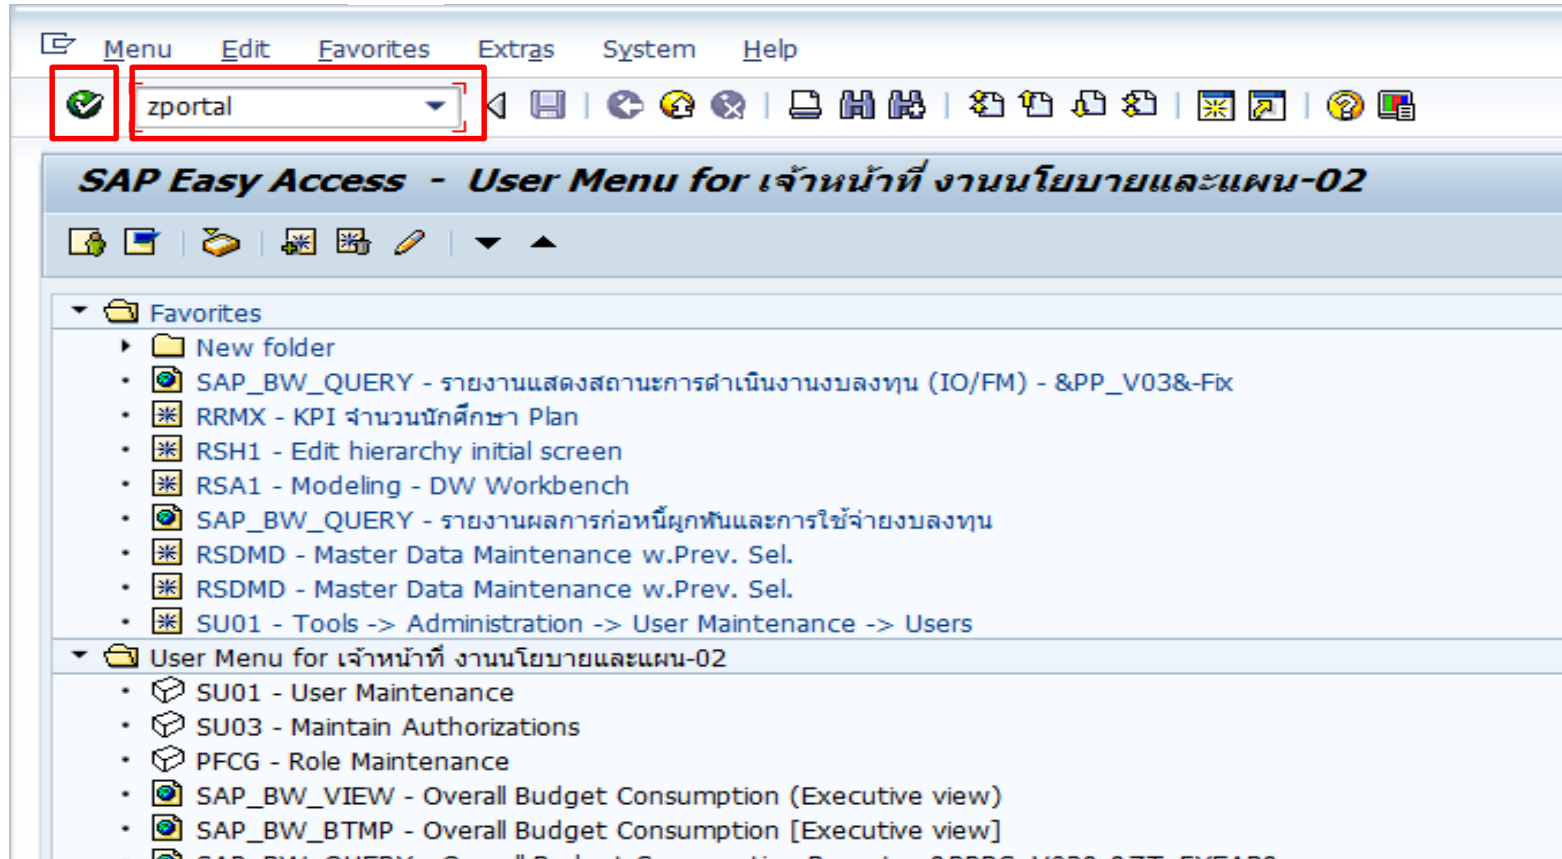 Menu Edit Favorites Extras System Help
zportal
SAP Easy Access - User Menu for เจ้าหน้าที่ งานนโยบายและแผน-02
Favorites
New folder
SAP_BW_QUERY - รายงานแสดงสถานะการดำเนินงานงบลงทุน (IO/FM) - &PP_V03&-Fix
RRMX - KPI จำนวนนักศึกษา Plan
RSH1 - Edit hierarchy initial screen
RSA1 - Modeling - DW Workbench
SAP_BW_QUERY - รายงานผลการก่อหนี้ผูกพันและการใช้จ่ายงบลงทุน
RSDMD - Master Data Maintenance w.Prev. Sel.
RSDMD - Master Data Maintenance w.Prev. Sel.
SU01 - Tools -> Administration -> User Maintenance -> Users
User Menu for เจ้าหน้าที่ งานนโยบายและแผน-02
SU01 - User Maintenance
SU03 - Maintain Authorizations
PFCG - Role Maintenance
SAP_BW_VIEW - Overall Budget Consumption (Executive view)
SAP_BW_BTMP - Overall Budget Consumption [Executive view]